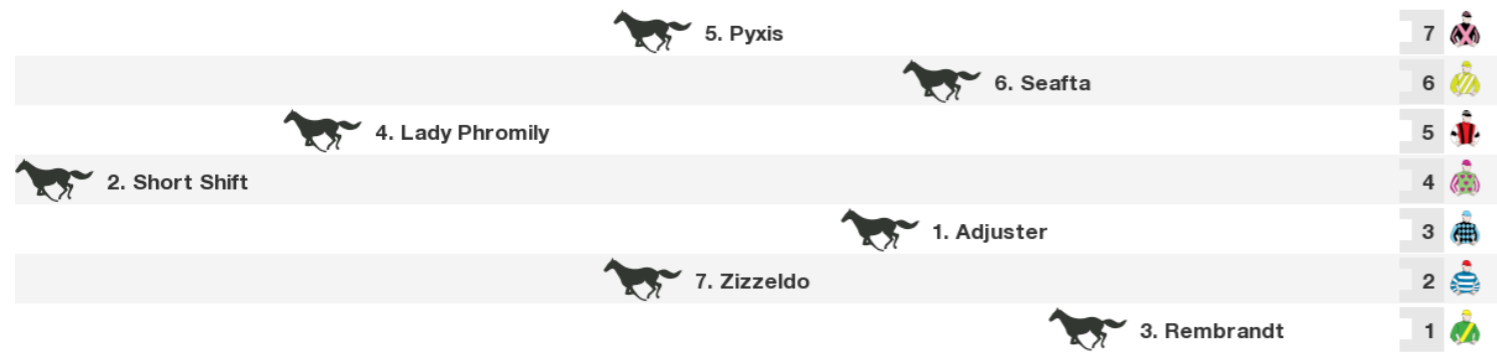 5. Pyxis 7
6. Seafta 6
4. Lady Phromily 5
2. Short Shift 4
1. Adjuster 3
7. Zizzeldo 2
3. Rembrandt 1